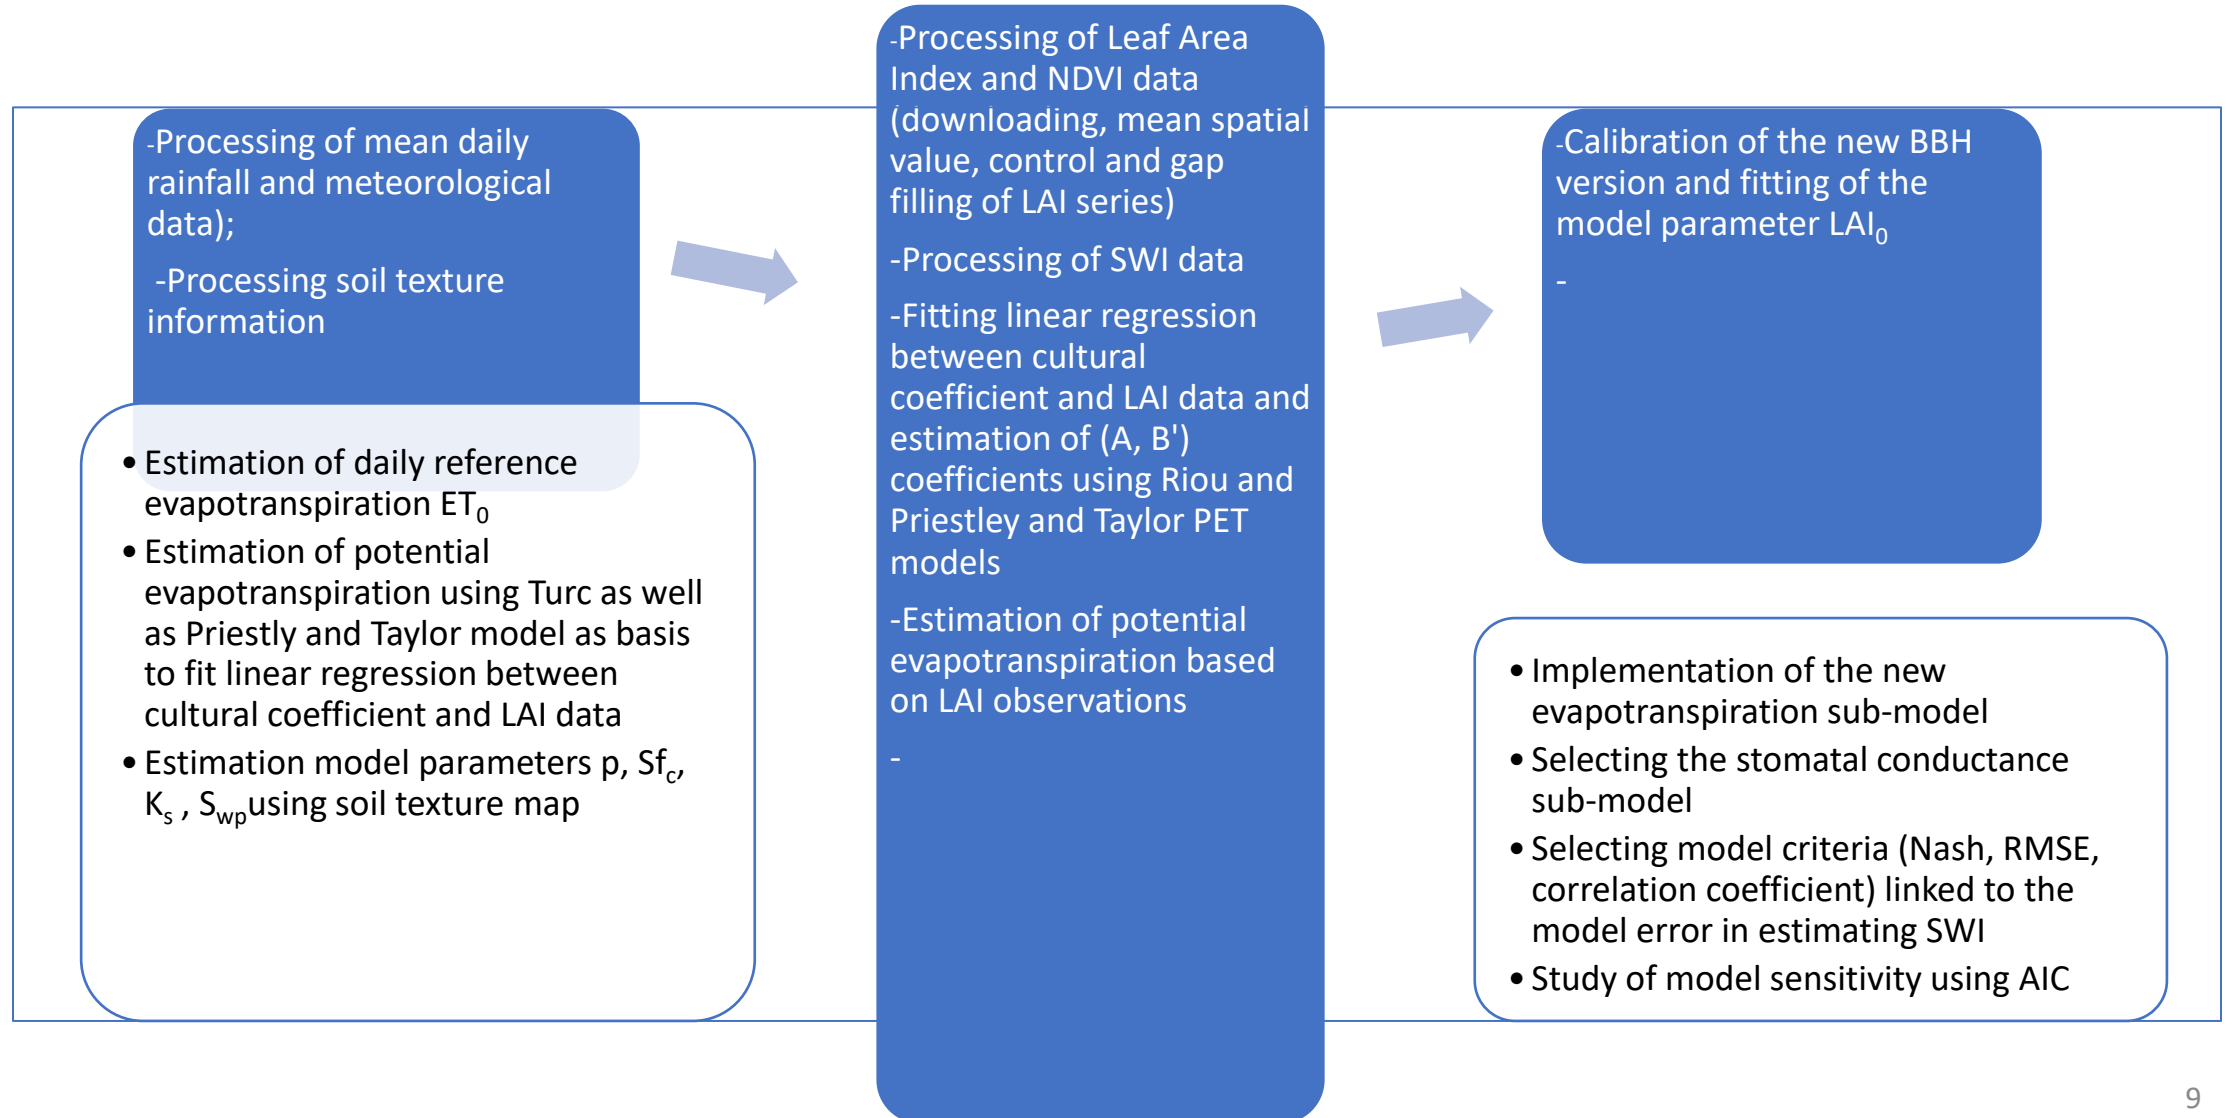 -Processing of mean daily
rainfall and meteorological
data);
-Processing soil texture
information
• Estimation of daily reference
evapotranspiration ET₀
• Estimation of potential
evapotranspiration using Turc as well
as Priestly and Taylor model as basis
to fit linear regression between
cultural coefficient and LAI data
• Estimation model parameters p, Sf_c,
K_s , S_wpusing soil texture map
-Processing of Leaf Area
Index and NDVI data
(downloading, mean spatial
value, control and gap
filling of LAI series)
-Processing of SWI data
-Fitting linear regression
between cultural
coefficient and LAI data and
estimation of (A, B')
coefficients using Riou and
Priestley and Taylor PET
models
-Estimation of potential
evapotranspiration based
on LAI observations
-
-Calibration of the new BBH
version and fitting of the
model parameter LAI₀
-
• Implementation of the new
evapotranspiration sub-model
• Selecting the stomatal conductance
sub-model
• Selecting model criteria (Nash, RMSE,
correlation coefficient) linked to the
model error in estimating SWI
• Study of model sensitivity using AIC
9